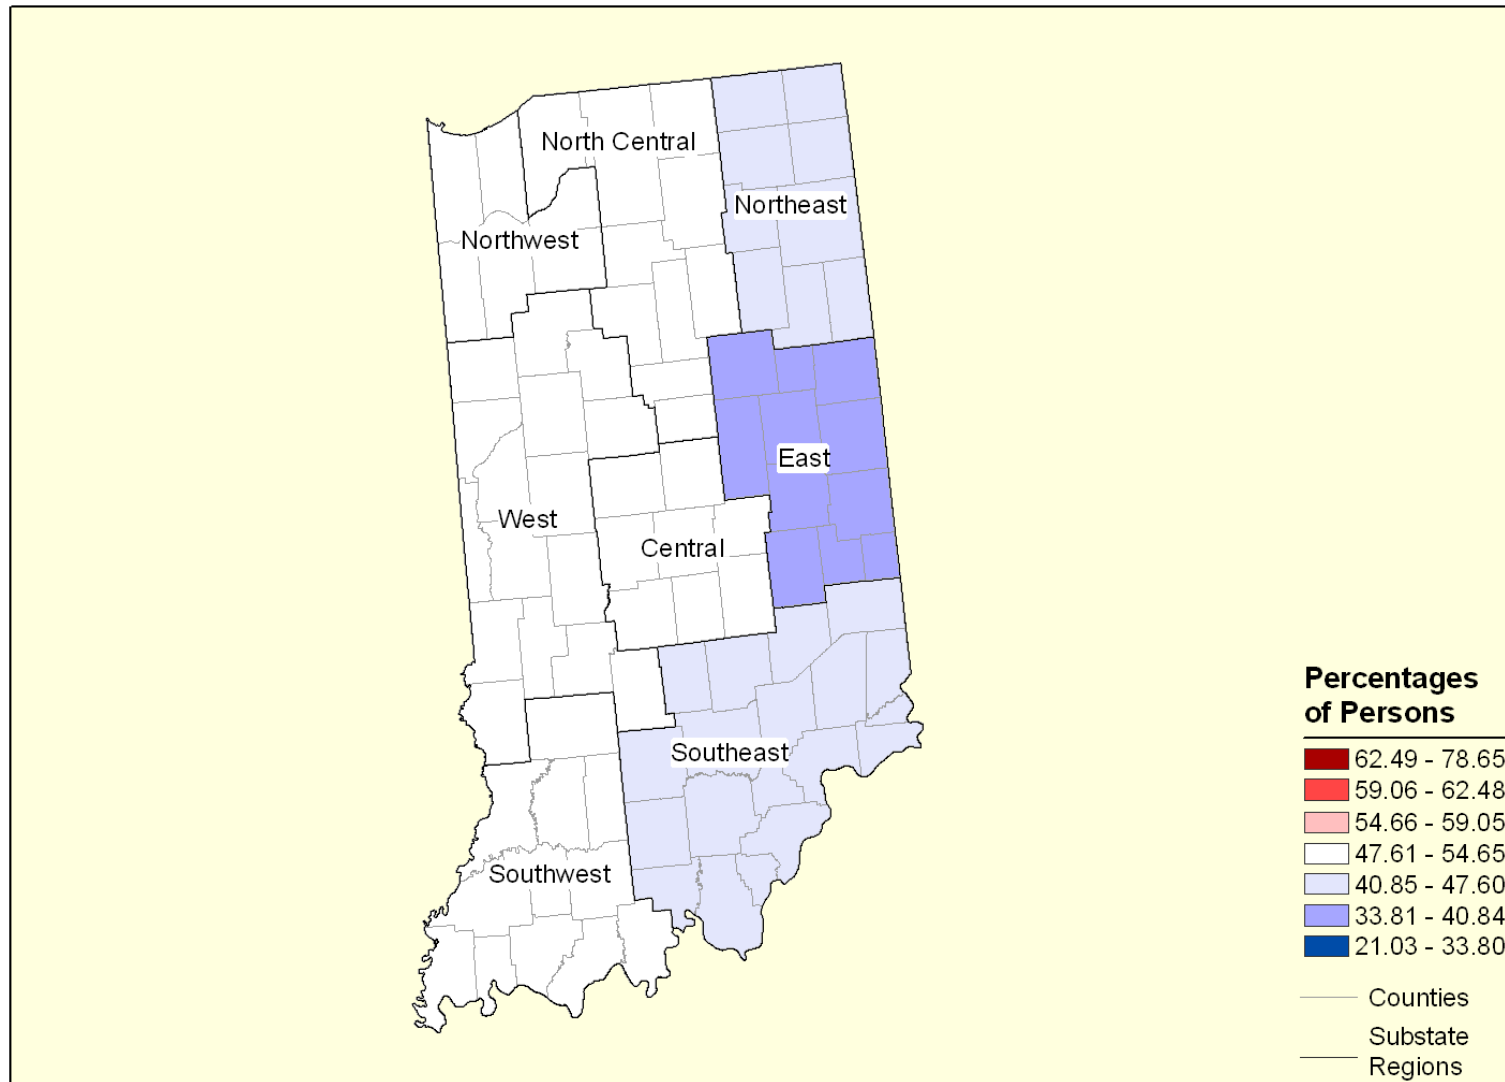 North Central
Northeast
Northwest
East
West
Central
Southeast
Southwest
Percentages
of Persons
62.49 - 78.65
59.06 - 62.48
54.66 - 59.05
47.61 - 54.65
40.85 - 47.60
33.81 - 40.84
21.03 - 33.80
Counties
Substate
Regions